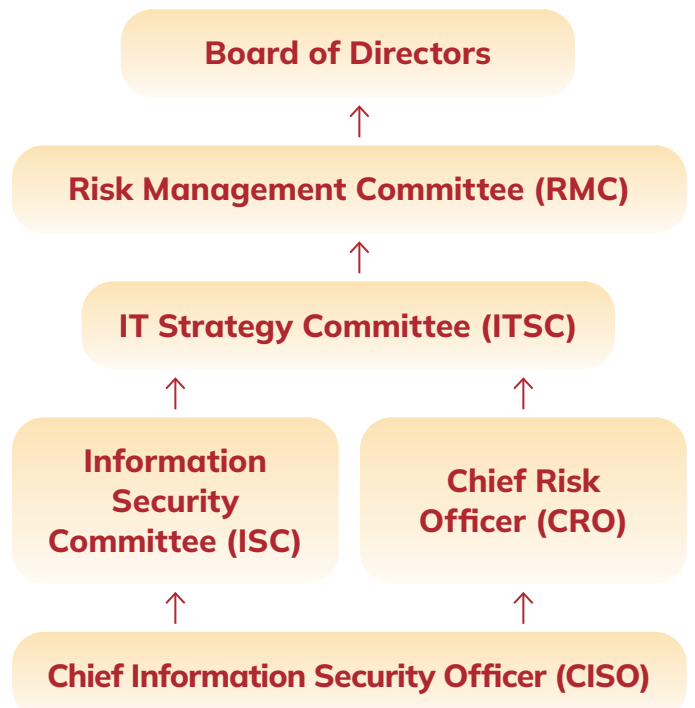 Board of Directors
Risk Management Committee (RMC)
IT Strategy Committee (ITSC)
Information
Security
Committee (ISC)
Chief Risk
Officer (CRO)
Chief Information Security Officer (CISO)